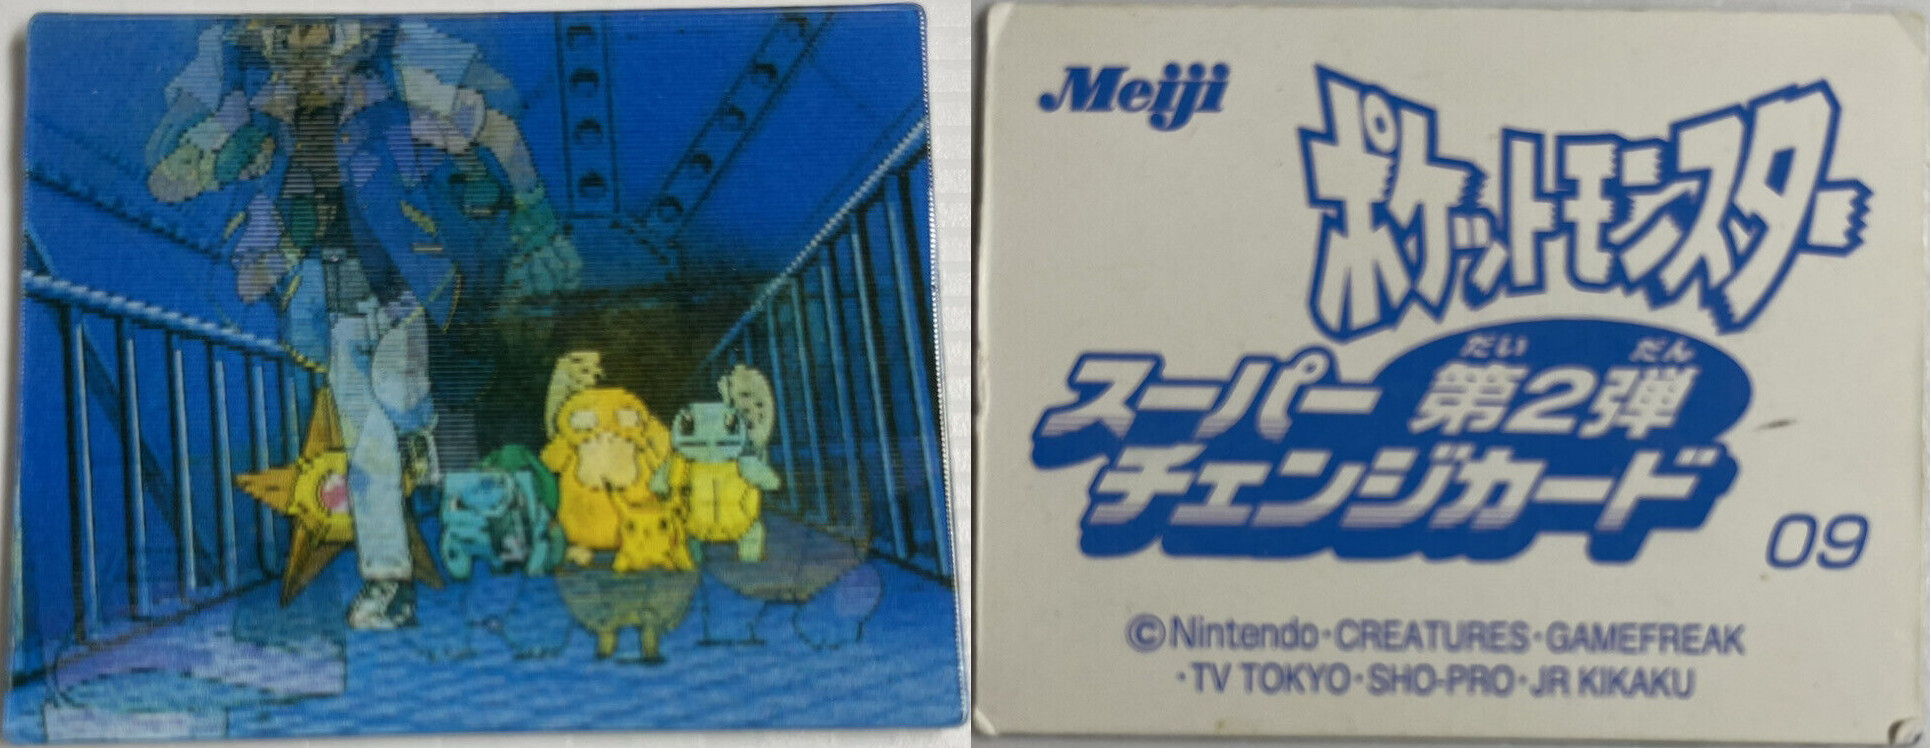 Meiji
ポケットモンスター
だい だん
スーパー 第2弾
チェンジカード
09
©Nintendo・CREATURES・GAMEFREAK
・TV TOKYO・SHO-PRO・JR KIKAKU